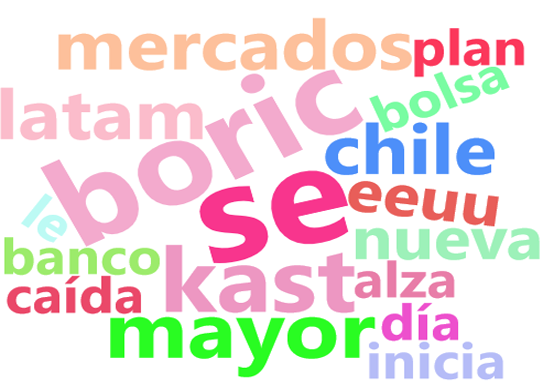 mercados
plan
bolsa
latam
boric
chile
se
eeuu
le
nueva
banco
kast
alza
caída
mayor
día
inicia